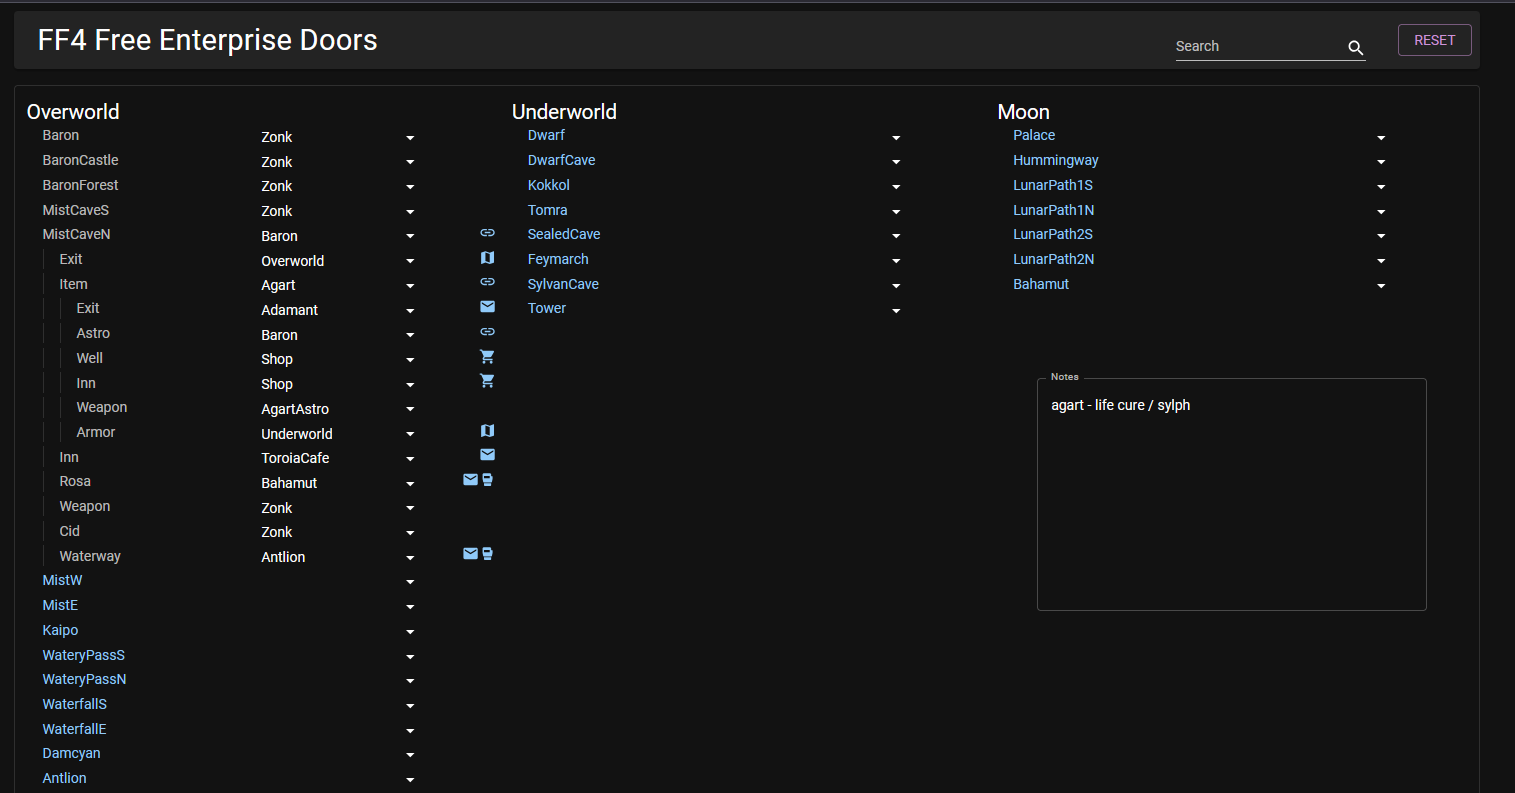 FF4 Free Enterprise Doors
Search
RESET
Overworld
Baron Zonk
BaronCastle Zonk
BaronForest Zonk
MistCaveS Zonk
MistCaveN Baron
Exit Overworld
Item Agart
Exit Adamant
Astro Baron
Well Shop
Inn Shop
Weapon AgartAstro
Armor Underworld
Inn ToroiaCafe
Rosa Bahamut
Weapon Zonk
Cid Zonk
Waterway Antlion
MistW
MistE
Kaipo
WateryPassS
WateryPassN
WaterfallS
WaterfallE
Damcyan
Antlion
Underworld
Dwarf
DwarfCave
Kokkol
Tomra
SealedCave
Feymarch
SylvanCave
Tower
Moon
Palace
Hummingway
LunarPath1S
LunarPath1N
LunarPath2S
LunarPath2N
Bahamut
Notes
agart - life cure / sylph